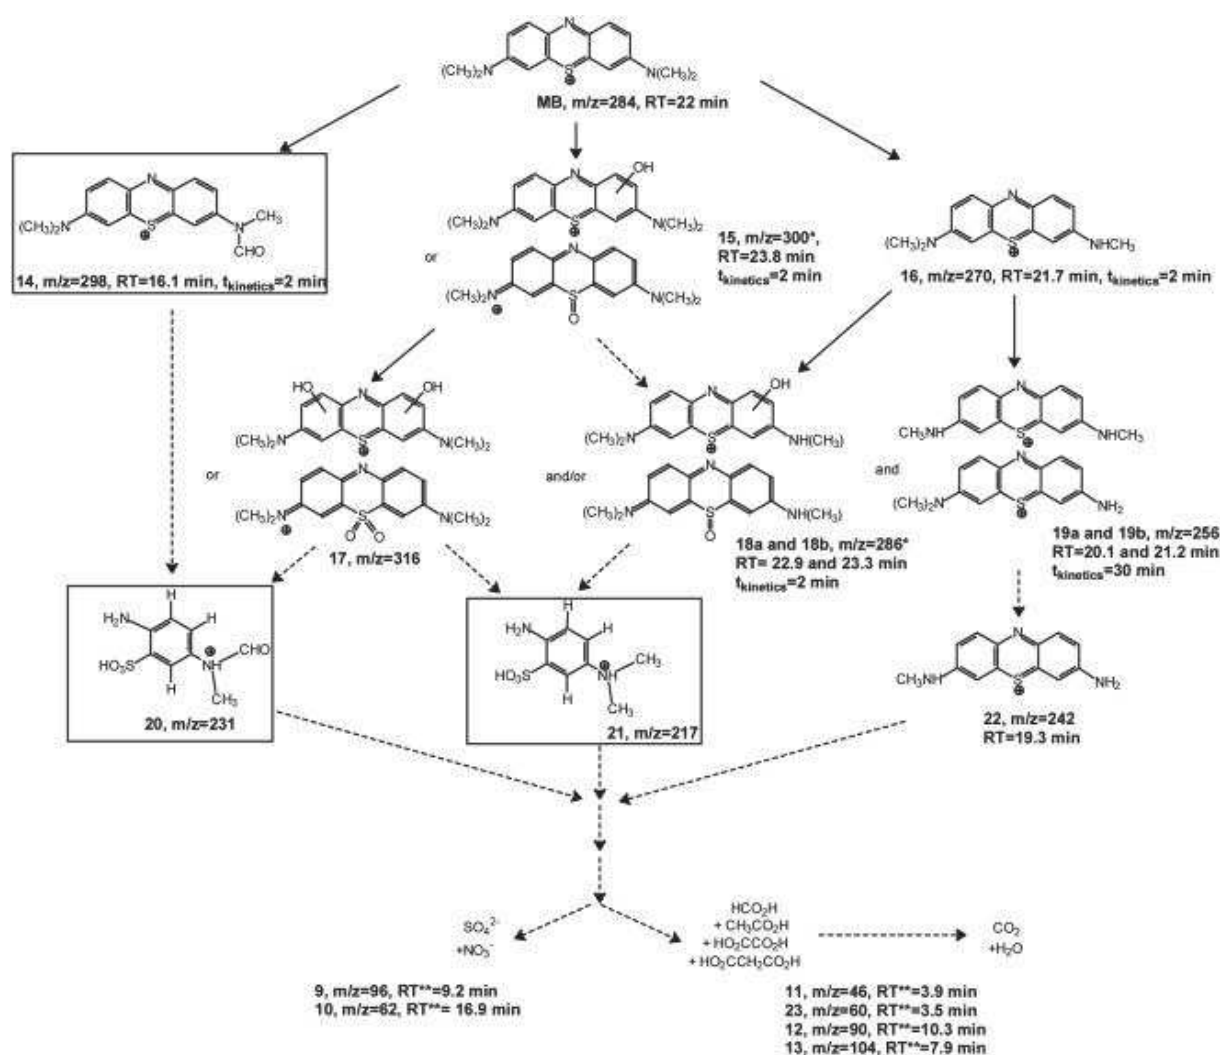 N
(CH₃)₂N
S
⊕
N(CH₃)₂
MB, m/z=284, RT=22 min
N
(CH₃)₂N
S
⊕
N
CH₃
CHO
14, m/z=298, RT=16.1 min, t_kinetics=2 min
OH
N
(CH₃)₂N
S
⊕
N(CH₃)₂
or
N
(CH₃)₂N
⊕
S
O
N(CH₃)₂
15, m/z=300*,
RT=23.8 min
t_kinetics=2 min
N
(CH₃)₂N
S
⊕
NHCH₃
16, m/z=270, RT=21.7 min, t_kinetics=2 min
HO
N
OH
(CH₃)₂N
S
⊕
N(CH₃)₂
or
N
(CH₃)₂N
⊕
S
O
O
N(CH₃)₂
17, m/z=316
N
OH
(CH₃)₂N
S
⊕
NH(CH₃)
and/or
N
(CH₃)₂N
S
O
NH(CH₃)
18a and 18b, m/z=286*
RT= 22.9 and 23.3 min
t_kinetics=2 min
N
CH₃NH
S
⊕
NHCH₃
and
N
(CH₃)₂N
S
⊕
NH₂
19a and 19b, m/z=256
RT=20.1 and 21.2 min
t_kinetics=30 min
H
H₂N
H
HO₃S
⊕
NH
CHO
H
CH₃
20, m/z=231
H
H₂N
H
HO₃S
⊕
NH
CH₃
H
CH₃
21, m/z=217
N
CH₃NH
S
⊕
NH₂
22, m/z=242
RT=19.3 min
SO₄²⁻
+NO₃⁻
9, m/z=96, RT**=9.2 min
10, m/z=62, RT**= 16.9 min
HCO₂H
+ CH₃CO₂H
+ HO₂CCO₂H
+ HO₂CCH₂CO₂H
CO₂
+H₂O
11, m/z=46, RT**=3.9 min
23, m/z=60, RT**=3.5 min
12, m/z=90, RT**=10.3 min
13, m/z=104, RT**=7.9 min